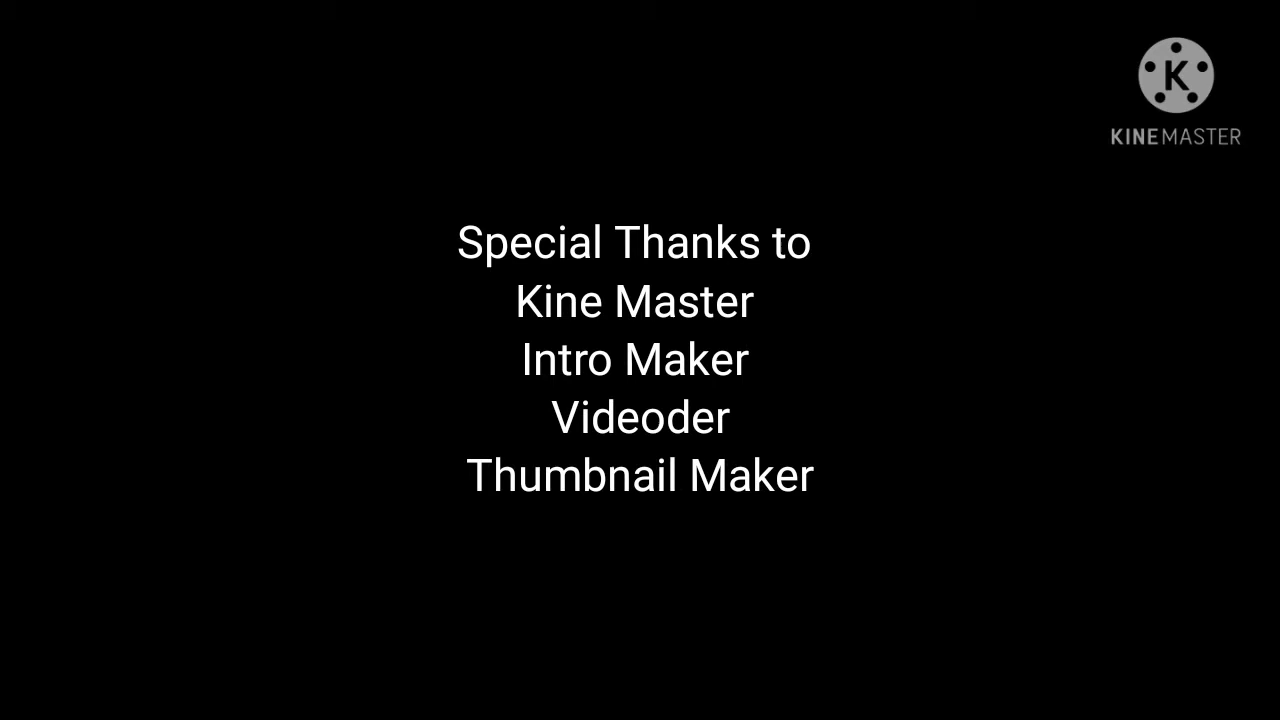 K
KINEMASTER
Special Thanks to
Kine Master
Intro Maker
Videoder
Thumbnail Maker